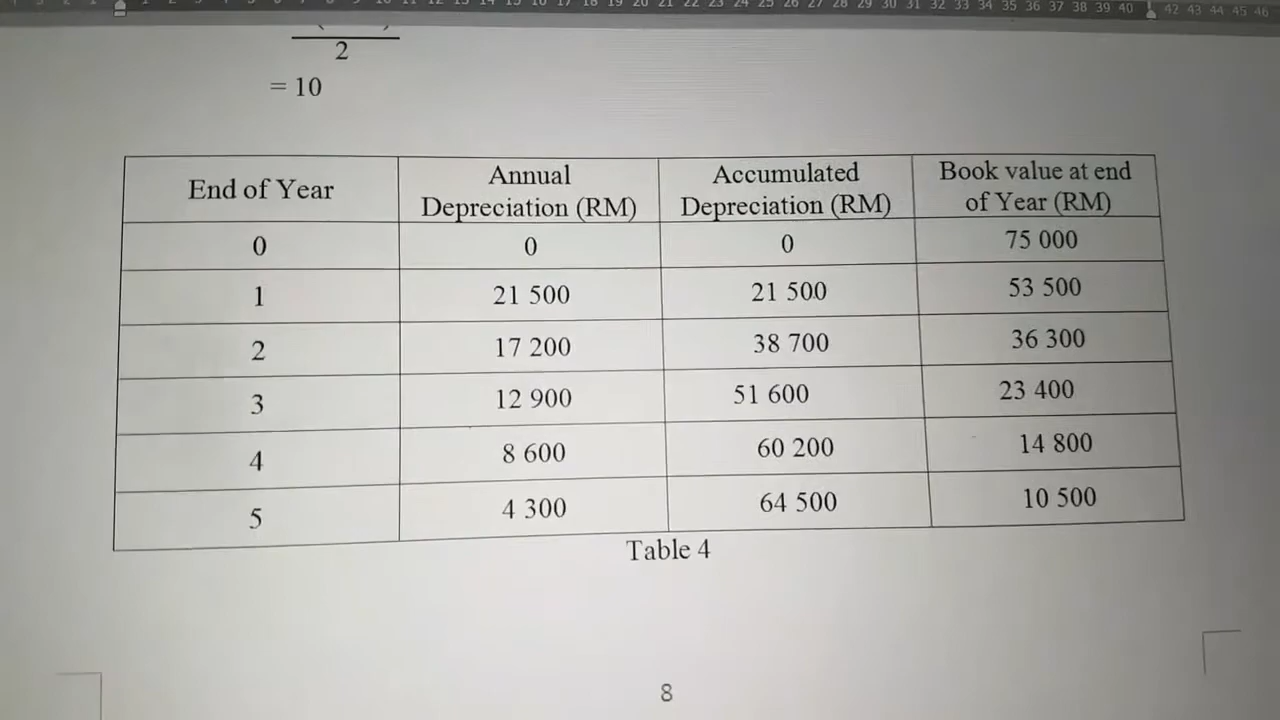 2
= 10
End of Year
Annual Depreciation (RM)
Accumulated Depreciation (RM)
Book value at end of Year (RM)
0 0 0 75 000
1 21 500 21 500 53 500
2 17 200 38 700 36 300
3 12 900 51 600 23 400
4 8 600 60 200 14 800
5 4 300 64 500 10 500
Table 4
8